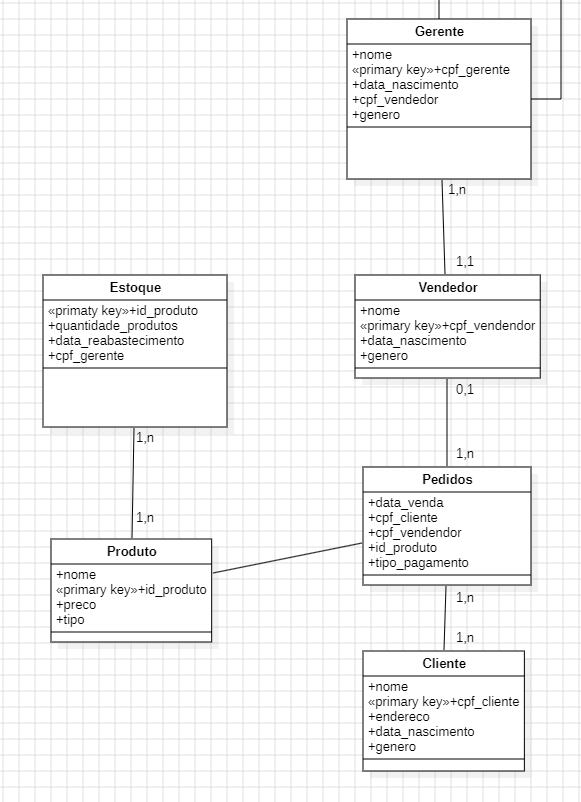 Gerente
+nome
«primary key»+cpf_gerente
+data_nascimento
+cpf_vendedor
+genero
1,n
1,1
Estoque
«primaty key»+id_produto
+quantidade_produtos
+data_reabastecimento
+cpf_gerente
Vendedor
+nome
«primary key»+cpf_vendendor
+data_nascimento
+genero
0,1
1,n
1,n
1,n
Pedidos
+data_venda
+cpf_cliente
+cpf_vendendor
+id_produto
+tipo_pagamento
Produto
+nome
«primary key»+id_produto
+preco
+tipo
1,n
1,n
Cliente
+nome
«primary key»+cpf_cliente
+endereco
+data_nascimento
+genero